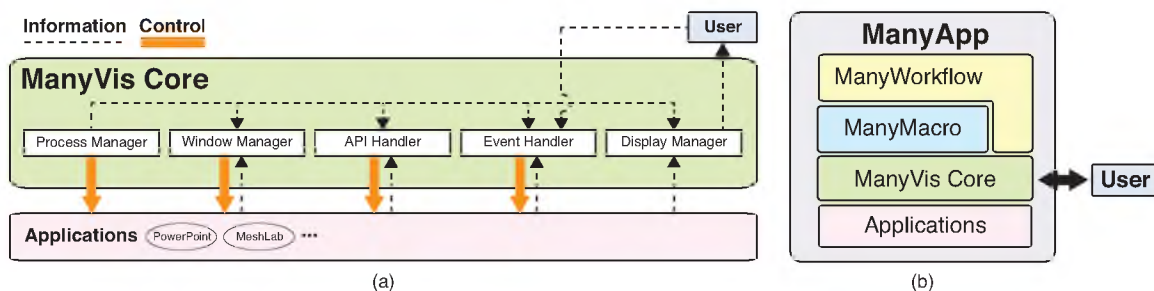 Information Control
User
ManyVis Core
Process Manager Window Manager API Handler Event Handler Display Manager
Applications PowerPoint MeshLab ...
(a)
ManyApp
ManyWorkflow
ManyMacro
ManyVis Core
User
Applications
(b)